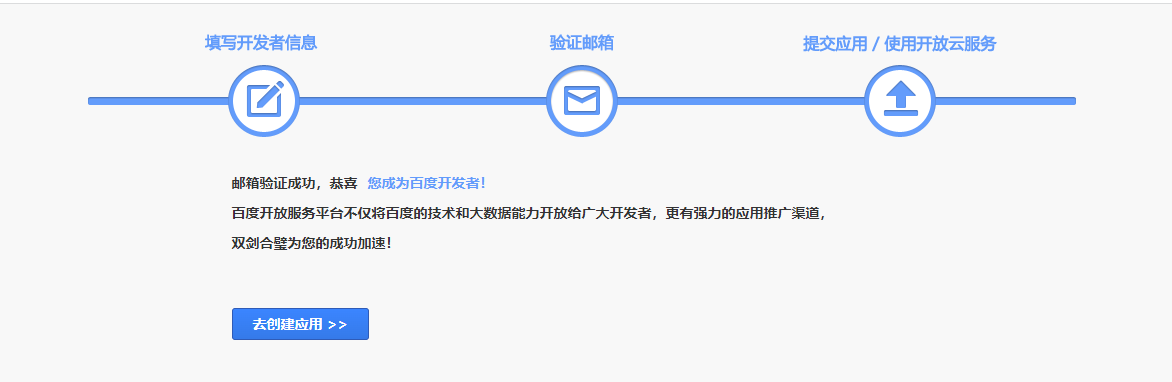 填写开发者信息
验证邮箱
提交应用 / 使用开放云服务
邮箱验证成功，恭喜 您成为百度开发者！
百度开放服务平台不仅将百度的技术和大数据能力开放给广大开发者，更有强力的应用推广渠道，
双剑合璧为您的成功加速！
去创建应用 >>